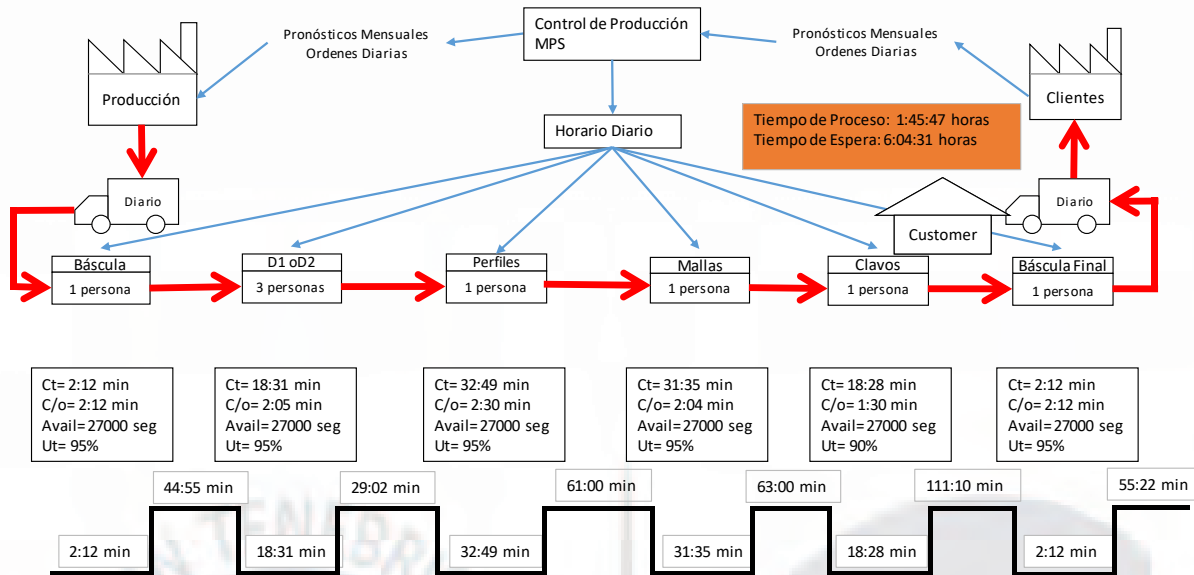 Control de Producción
MPS
Pronósticos Mensuales
Ordenes Diarias
Pronósticos Mensuales
Ordenes Diarias
Producción
Clientes
Horario Diario
Tiempo de Proceso: 1:45:47 horas
Tiempo de Espera: 6:04:31 horas
Diario
Diario
Customer
Báscula
1 persona
D1 oD2
3 personas
Perfiles
1 persona
Mallas
1 persona
Clavos
1 persona
Báscula Final
1 persona
Ct= 2:12 min
C/o= 2:12 min
Avail= 27000 seg
Ut= 95%
Ct= 18:31 min
C/o= 2:05 min
Avail= 27000 seg
Ut= 95%
Ct= 32:49 min
C/o= 2:30 min
Avail= 27000 seg
Ut= 95%
Ct= 31:35 min
C/o= 2:04 min
Avail= 27000 seg
Ut= 95%
Ct= 18:28 min
C/o= 1:30 min
Avail= 27000 seg
Ut= 90%
Ct= 2:12 min
C/o= 2:12 min
Avail= 27000 seg
Ut= 95%
44:55 min
29:02 min
61:00 min
63:00 min
111:10 min
55:22 min
2:12 min
18:31 min
32:49 min
31:35 min
18:28 min
2:12 min